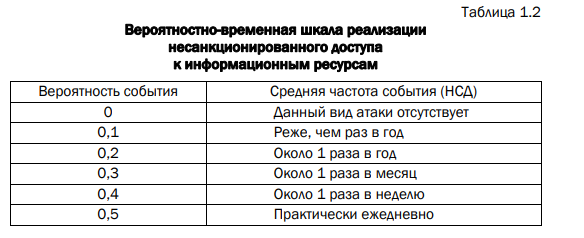 Таблица 1.2
Вероятностно-временная шкала реализации
несанкционированного доступа
к информационным ресурсам
Вероятность события Средняя частота события (НСД)
0 Данный вид атаки отсутствует
0,1 Реже, чем раз в год
0,2 Около 1 раза в год
0,3 Около 1 раза в месяц
0,4 Около 1 раза в неделю
0,5 Практически ежедневно